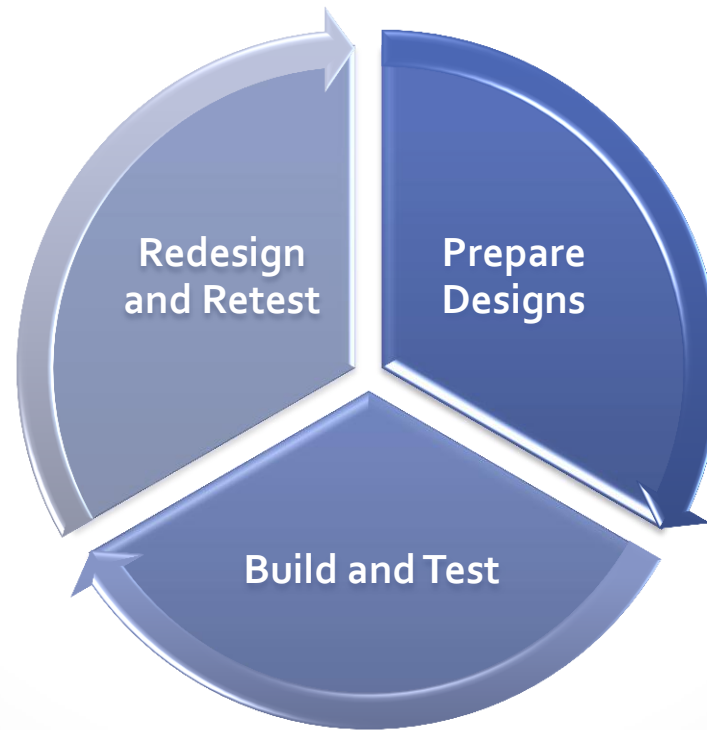 Redesign
and Retest
Prepare
Designs
Build and Test